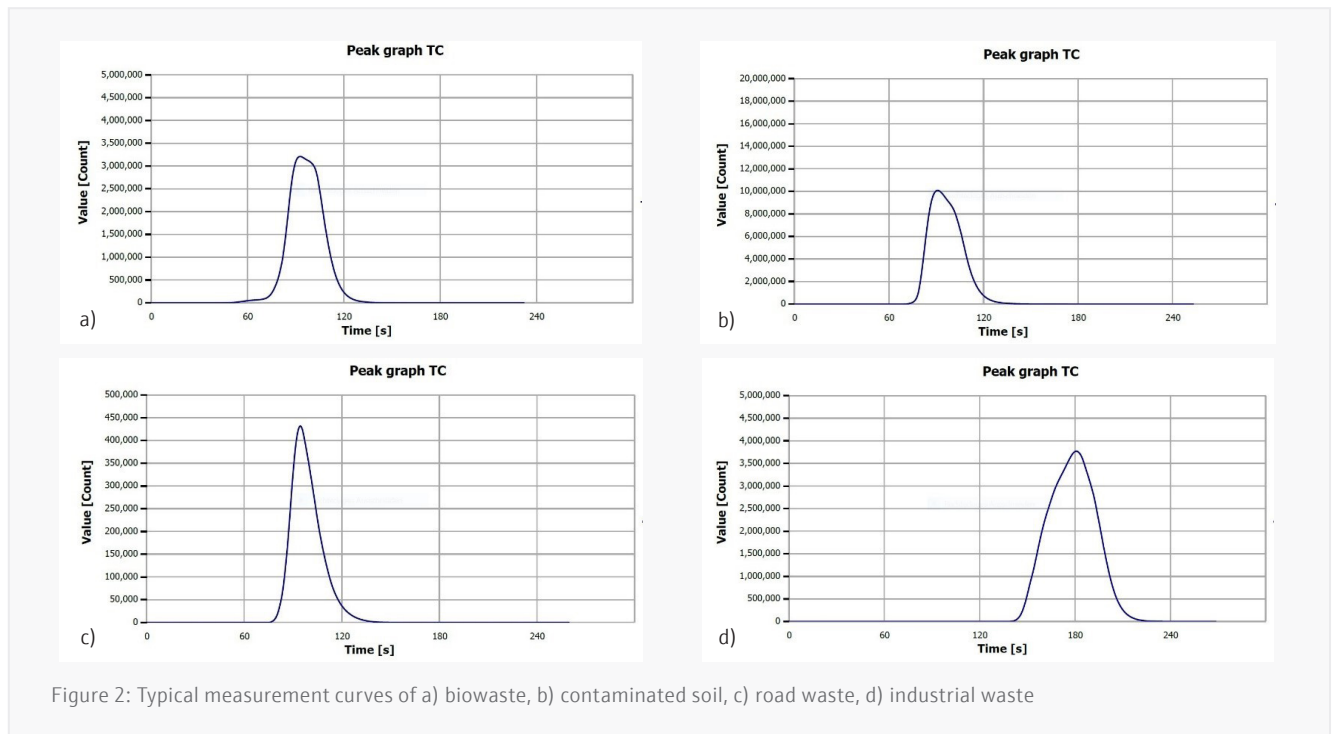 Peak graph TC
5,000,000
4,500,000
4,000,000
3,500,000
3,000,000
2,500,000
2,000,000
1,500,000
1,000,000
500,000
0
Value [Count]
0 60 120 180 240
Time [s]
a)
Peak graph TC
20,000,000
18,000,000
16,000,000
14,000,000
12,000,000
10,000,000
8,000,000
6,000,000
4,000,000
2,000,000
0
Value [Count]
0 60 120 180 240
Time [s]
b)
Peak graph TC
500,000
450,000
400,000
350,000
300,000
250,000
200,000
150,000
100,000
50,000
0
Value [Count]
0 60 120 180 240
Time [s]
c)
Peak graph TC
5,000,000
4,500,000
4,000,000
3,500,000
3,000,000
2,500,000
2,000,000
1,500,000
1,000,000
500,000
0
Value [Count]
0 60 120 180 240
Time [s]
d)
Figure 2: Typical measurement curves of a) biowaste, b) contaminated soil, c) road waste, d) industrial waste